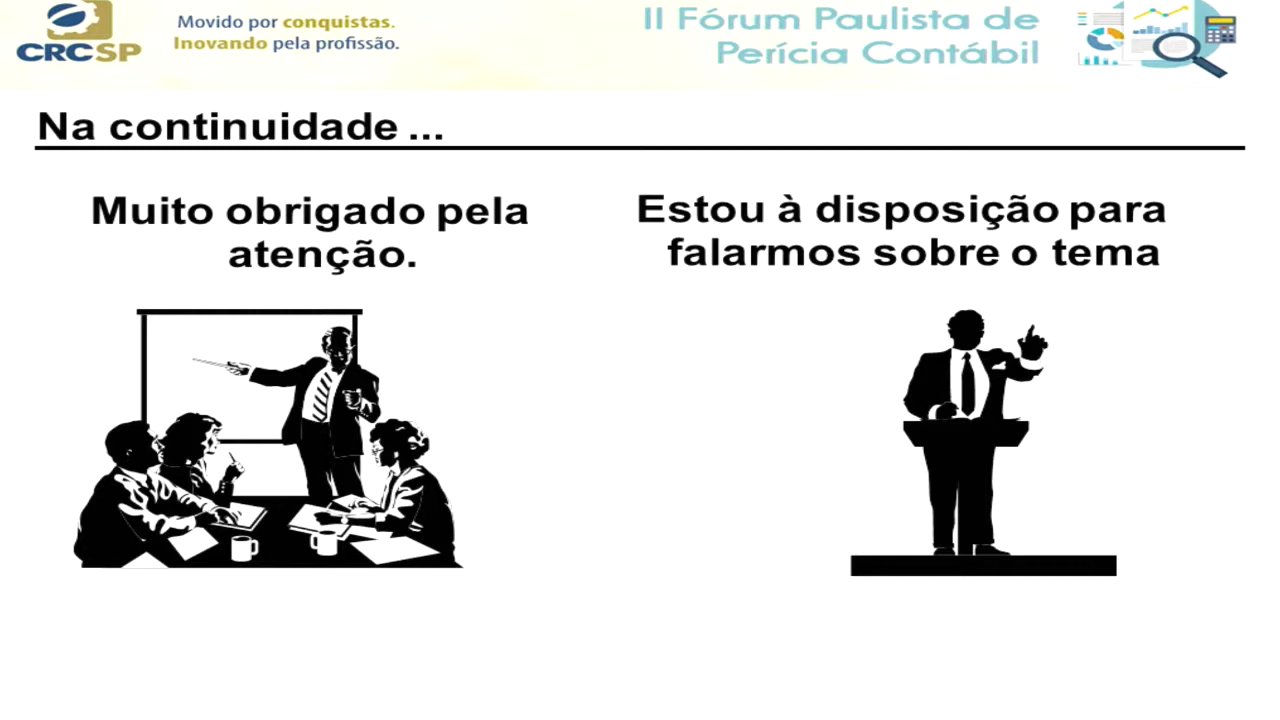 CRCSP
Movido por conquistas.
Inovando pela profissão.
II Fórum Paulista de
Perícia Contábil
Na continuidade ...
Muito obrigado pela
atenção.
Estou à disposição para
falarmos sobre o tema